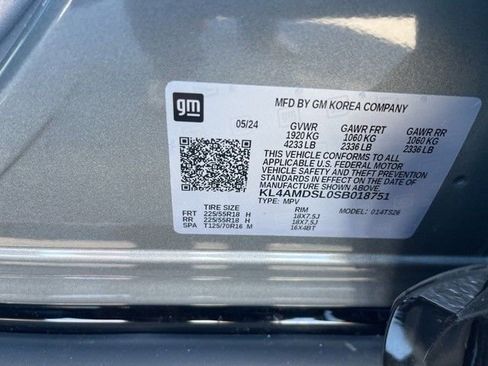 gm
MFD BY GM KOREA COMPANY
05/24 GVWR GAWR FRT GAWR RR
1920 KG 1060 KG 1060 KG
4233 LB 2336 LB 2336 LB
THIS VEHICLE CONFORMS TO ALL
APPLICABLE U.S. FEDERAL MOTOR
VEHICLE SAFETY AND THEFT PREVENTION
STANDARDS IN EFFECT ON THE DATE OF
MANUFACTURE SHOWN ABOVE.
KL4AMDSL0SB018751
TYPE: MPV MODEL: 014TS26
TIRE SIZE RIM
FRT 225/55R18 H 18X7.5J
RR 225/55R18 H 18X7.5J
SPA T125/70R16 M 16X4BT